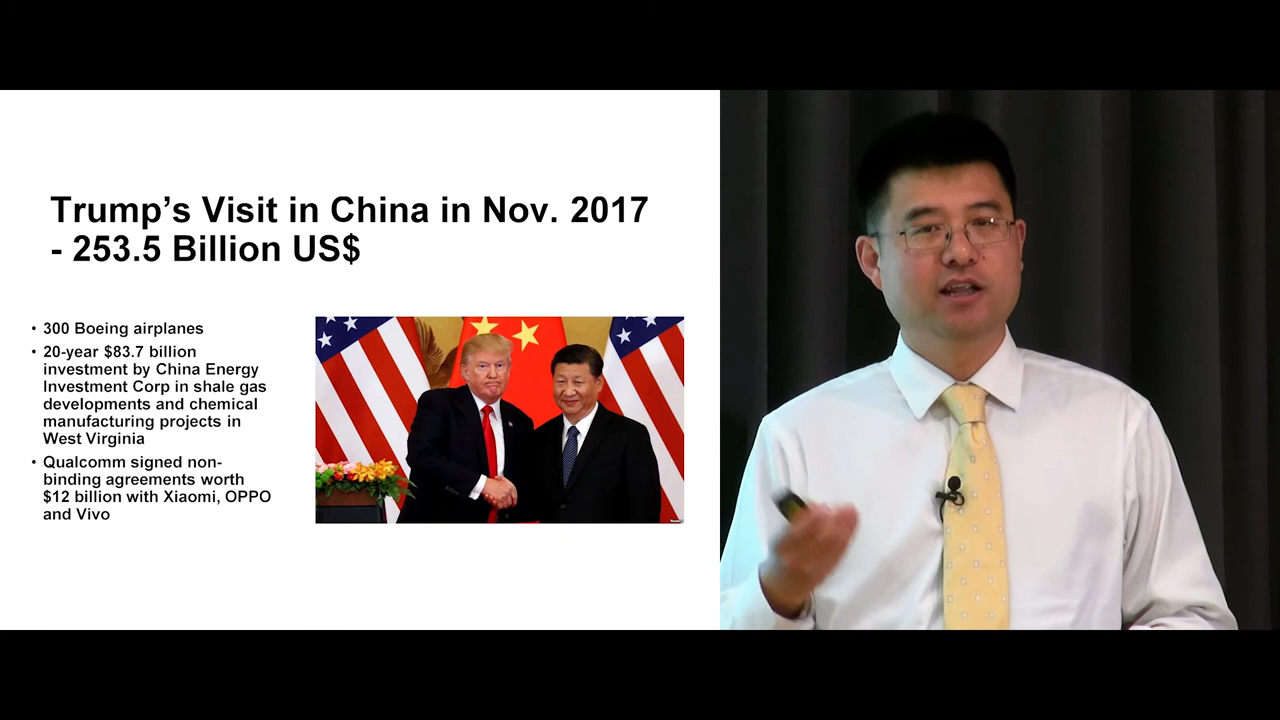 Trump’s Visit in China in Nov. 2017
- 253.5 Billion US$
• 300 Boeing airplanes
• 20-year $83.7 billion
investment by China Energy
Investment Corp in shale gas
developments and chemical
manufacturing projects in
West Virginia
• Qualcomm signed non-
binding agreements worth
$12 billion with Xiaomi, OPPO
and Vivo